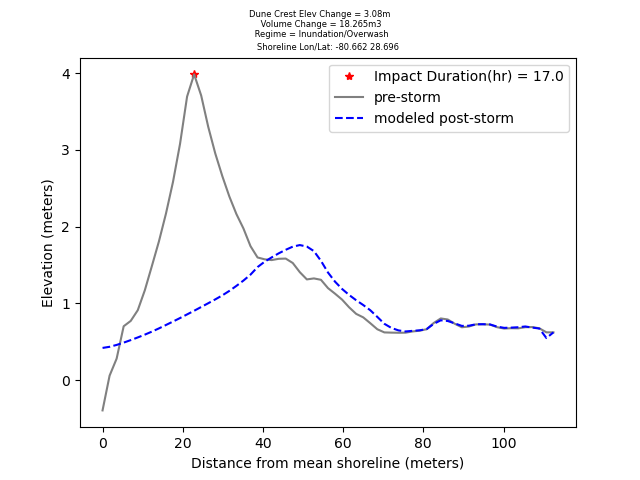 Dune Crest Elev Change = 3.08m
Volume Change = 18.265m3
Regime = Inundation/Overwash
Shoreline Lon/Lat: -80.662 28.696
Impact Duration(hr) = 17.0
pre-storm
modeled post-storm
4
3
2
1
0
Elevation (meters)
0 20 40 60 80 100
Distance from mean shoreline (meters)